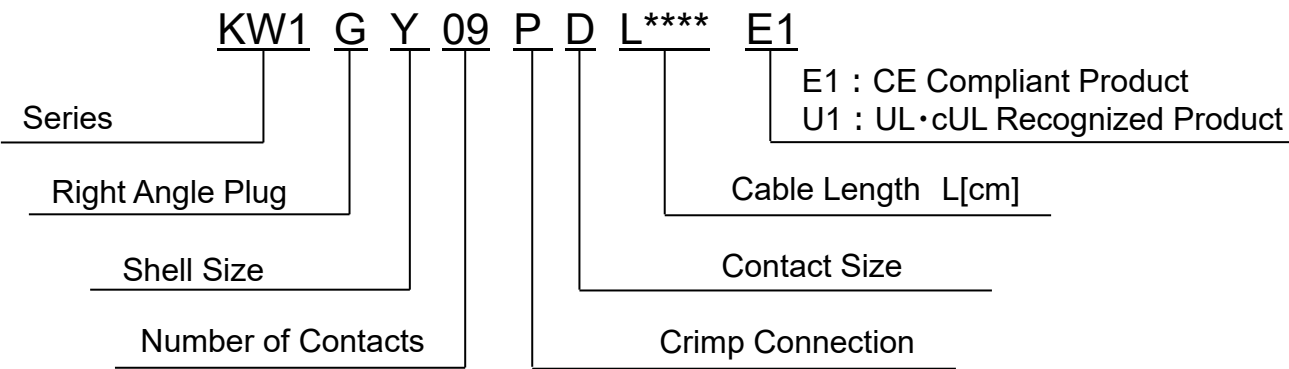 KW1 G Y 09 P D L**** E1
E1：CE Compliant Product
U1：UL・cUL Recognized Product
Series
Right Angle Plug
Cable Length L[cm]
Shell Size
Contact Size
Number of Contacts
Crimp Connection